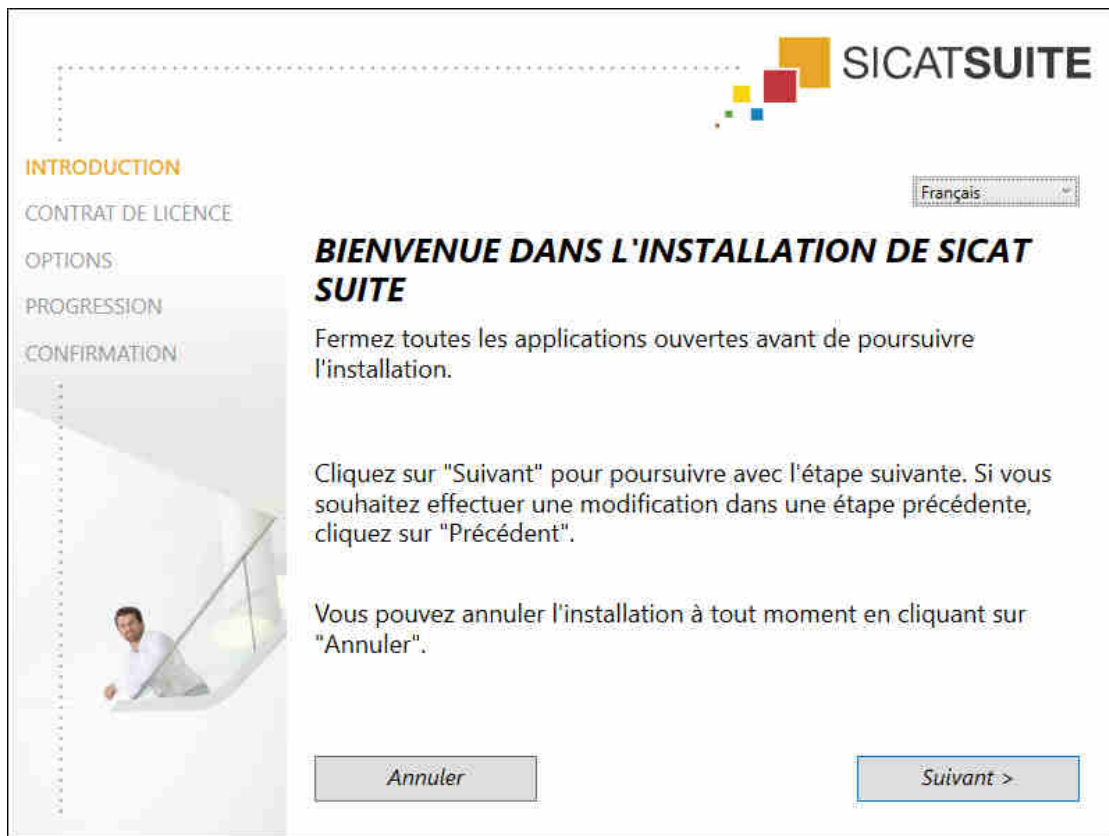 SICATSUITE
INTRODUCTION
CONTRAT DE LICENCE
OPTIONS
PROGRESSION
CONFIRMATION
Français
BIENVENUE DANS L'INSTALLATION DE SICAT
SUITE
Fermez toutes les applications ouvertes avant de poursuivre
l'installation.
Cliquez sur "Suivant" pour poursuivre avec l'étape suivante. Si vous
souhaitez effectuer une modification dans une étape précédente,
cliquez sur "Précédent".
Vous pouvez annuler l'installation à tout moment en cliquant sur
"Annuler".
Annuler
Suivant >